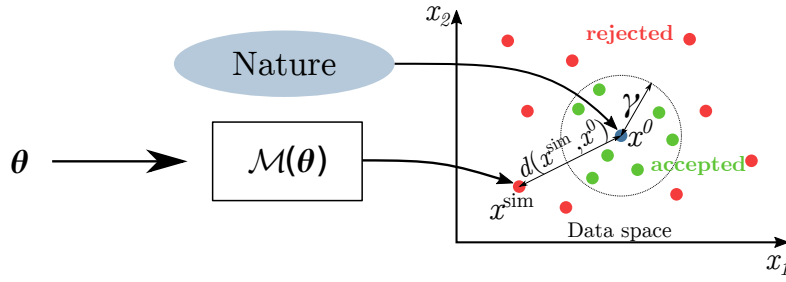 x₂
rejected
Nature
γ
x⁰
θ
ℳ(θ)
d(xˢⁱᵐ,x⁰)
accepted
xˢⁱᵐ
Data space
x₁